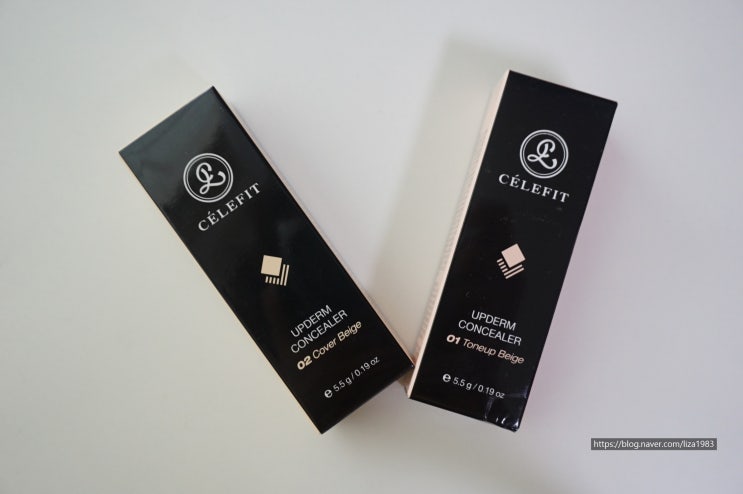 CÉLEFIT
UPDERM
CONCEALER
02 Cover Beige
℮ 5.5 g / 0.19 oz
CÉLEFIT
UPDERM
CONCEALER
01 Toneup Beige
℮ 5.5 g / 0.19 oz
https://blog.naver.com/liza1983